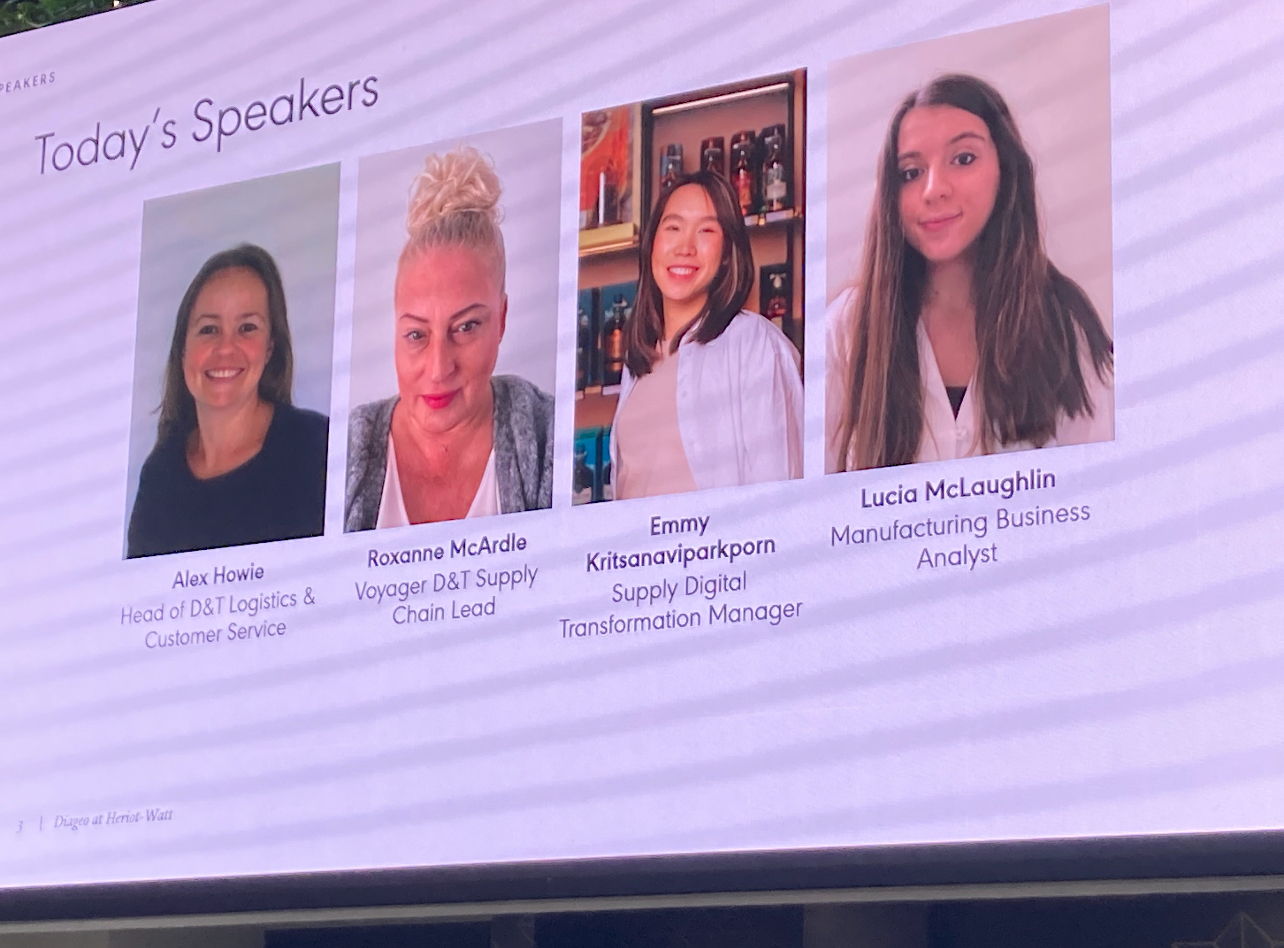 PEAKERS
Today's Speakers
Alex Howie
Head of D&T Logistics &
Customer Service
Roxanne McArdle
Voyager D&T Supply
Chain Lead
Emmy
Kritsanaviparkporn
Supply Digital
Transformation Manager
Lucia McLaughlin
Manufacturing Business
Analyst
3 | Diageo at Heriot-Watt